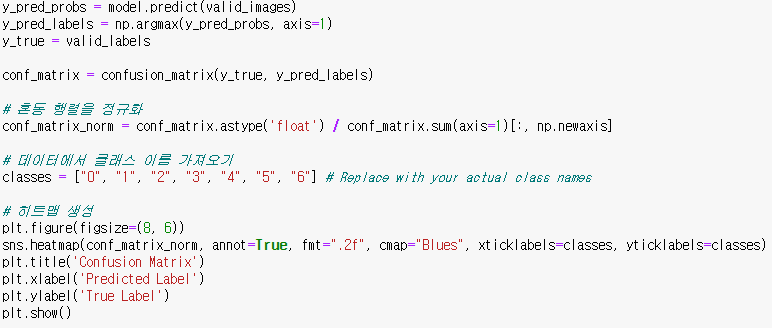 y_pred_probs = model.predict(valid_images)
y_pred_labels = np.argmax(y_pred_probs, axis=1)
y_true = valid_labels
conf_matrix = confusion_matrix(y_true, y_pred_labels)
# 혼동 행렬을 정규화
conf_matrix_norm = conf_matrix.astype('float') / conf_matrix.sum(axis=1)[:, np.newaxis]
# 데이터에서 클래스 이름 가져오기
classes = ["0", "1", "2", "3", "4", "5", "6"] # Replace with your actual class names
# 히트맵 생성
plt.figure(figsize=(8, 6))
sns.heatmap(conf_matrix_norm, annot=True, fmt=".2f", cmap="Blues", xticklabels=classes, yticklabels=classes)
plt.title('Confusion Matrix')
plt.xlabel('Predicted Label')
plt.ylabel('True Label')
plt.show()